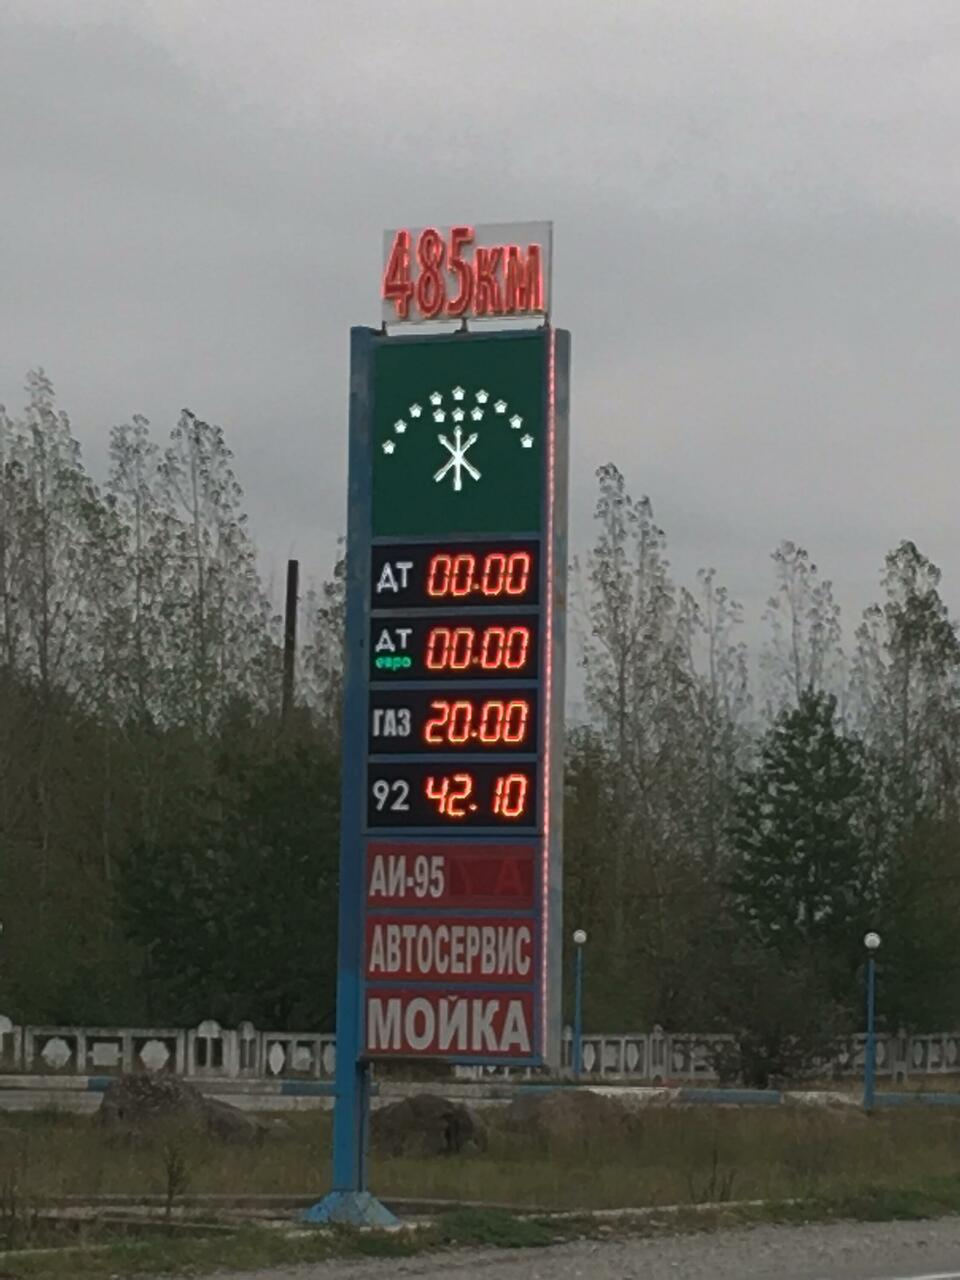 485км
ДТ 00.00
ДТ евро 00.00
ГАЗ 20.00
92 42.10
АИ-95
АВТОСЕРВИС
МОЙКА